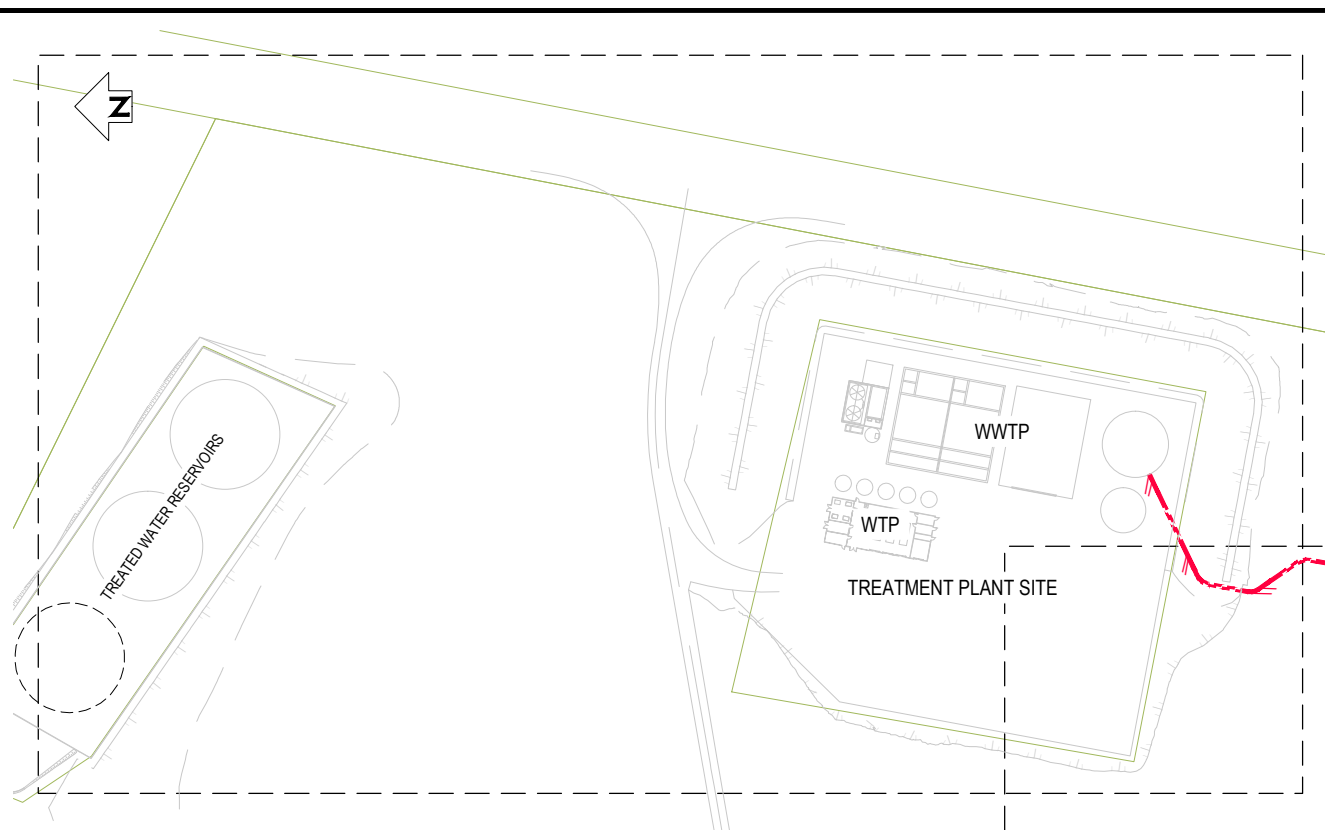 N
WWTP
TREATED WATER RESERVOIRS
WTP
TREATMENT PLANT SITE